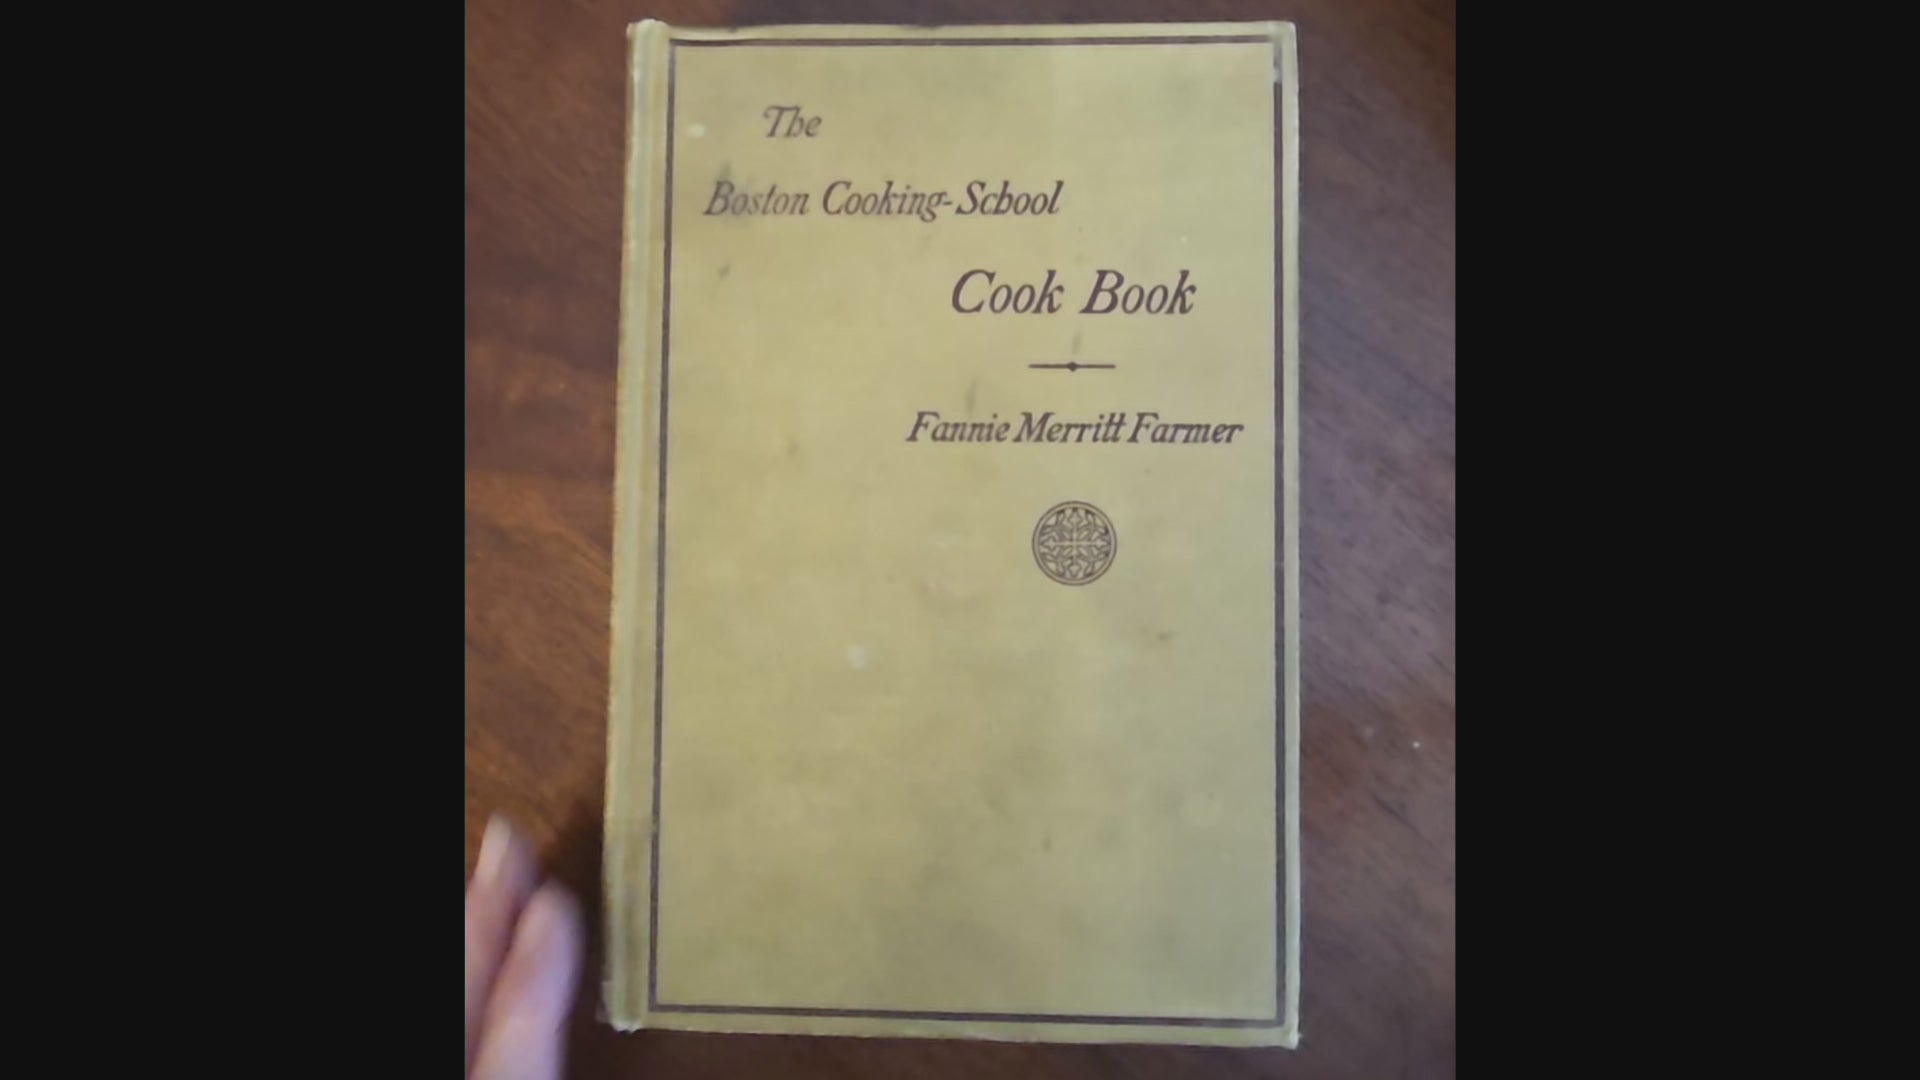 The
Boston Cooking-School
Cook Book
Fannie Merritt Farmer